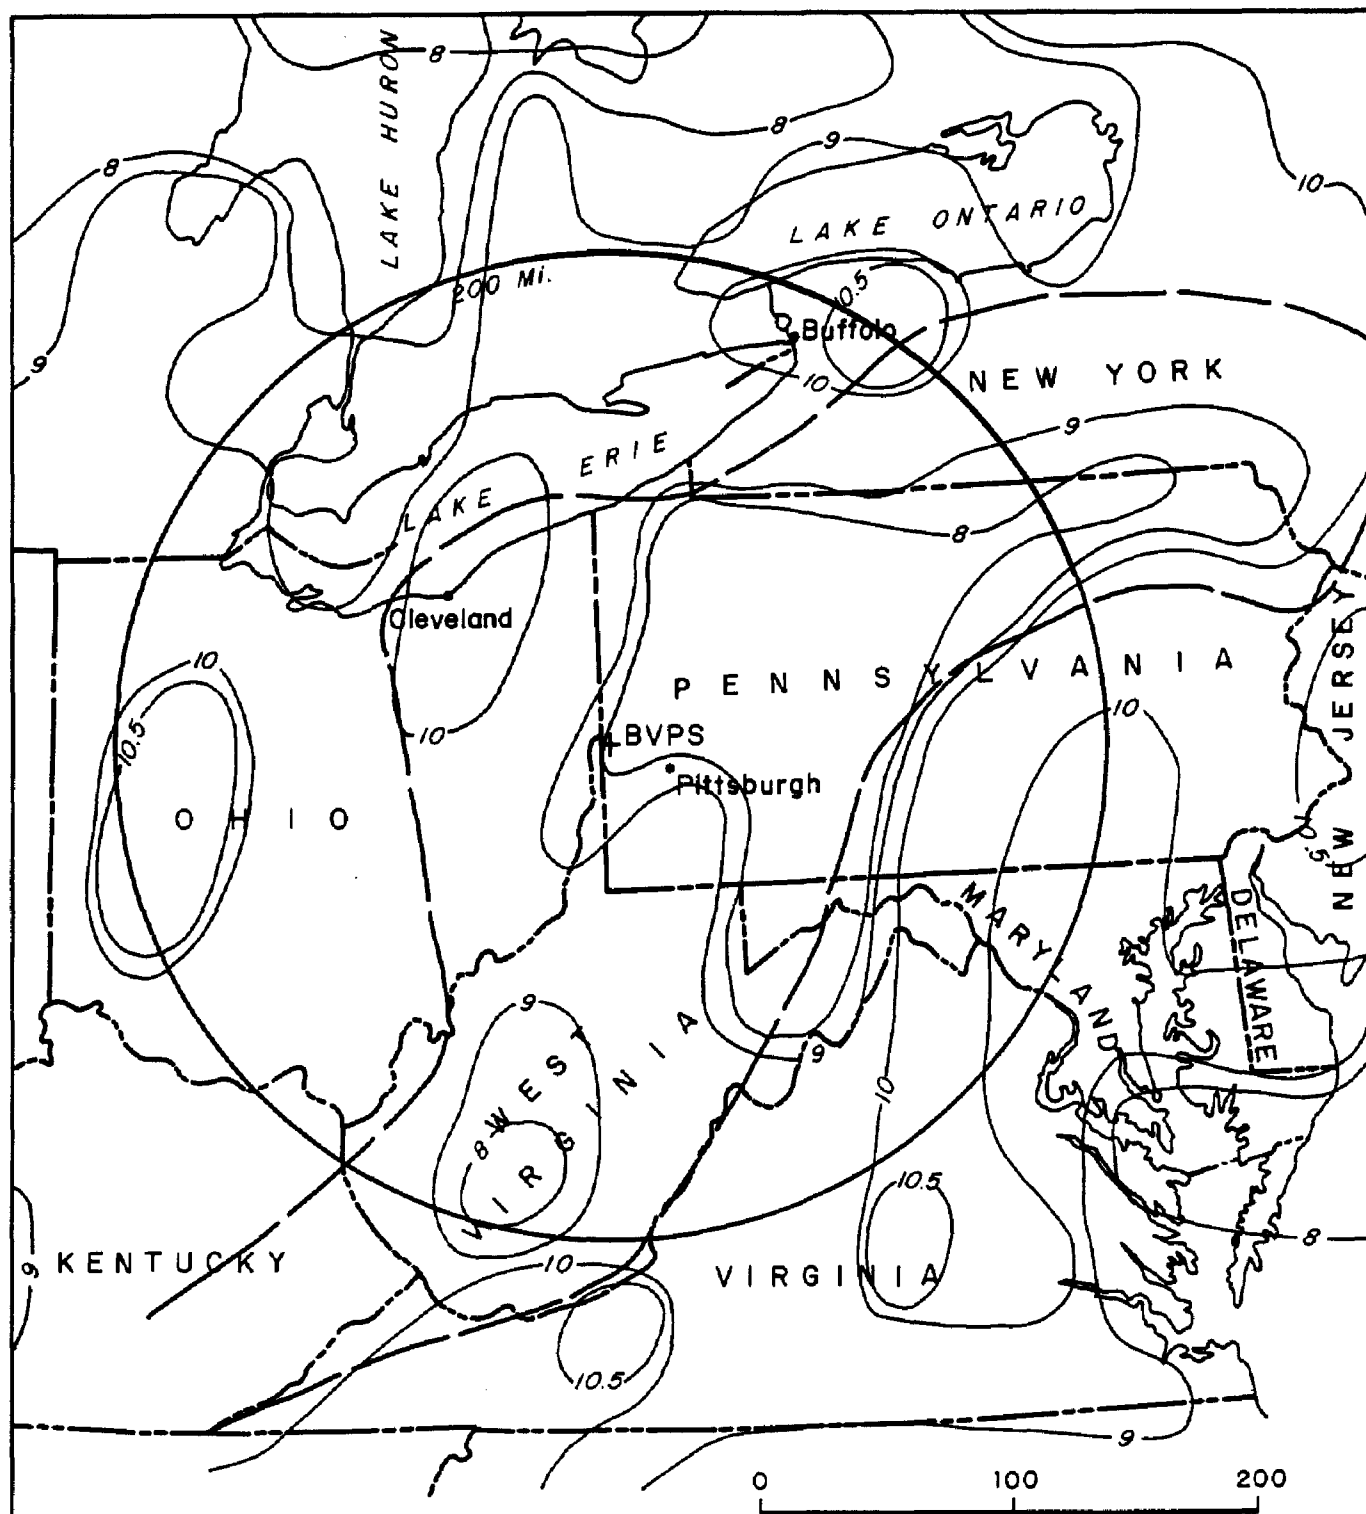 8
LAKE HURON
8
9
8
10
LAKE ONTARIO
200 Mi.
10.5
Buffalo
9
10
NEW YORK
9
LAKE ERIE
8
Cleveland
10
PENNSYLVANIA
10
10.5
10
BVPS
Pittsburgh
OHIO
NEW JERSEY
10.5
MARYLAND
DELAWARE
9
WEST
VIRGINIA
9
10
8
10.5
8
9
KENTUCKY
10
VIRGINIA
10.5
9
0 100 200